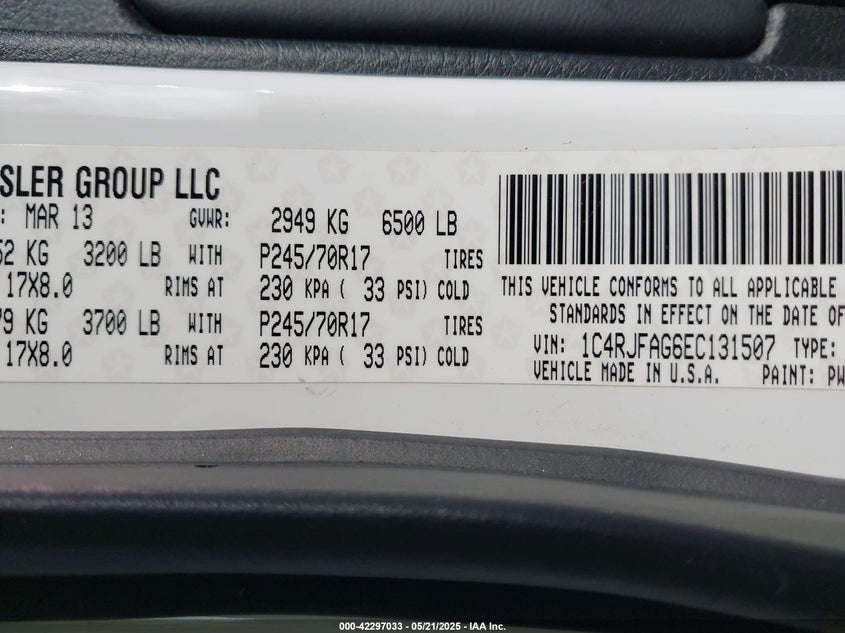 SLER GROUP LLC
: MAR 13 GVWR: 2949 KG 6500 LB
52 KG 3200 LB WITH P245/70R17 TIRES
17X8.0 RIMS AT 230 KPA ( 33 PSI) COLD
79 KG 3700 LB WITH P245/70R17 TIRES
17X8.0 RIMS AT 230 KPA ( 33 PSI) COLD
THIS VEHICLE CONFORMS TO ALL APPLICABLE
STANDARDS IN EFFECT ON THE DATE OF
VIN: 1C4RJFAG6EC131507 TYPE:
VEHICLE MADE IN U.S.A. PAINT: PW
000-42297033 - 05/21/2025 - IAA Inc.